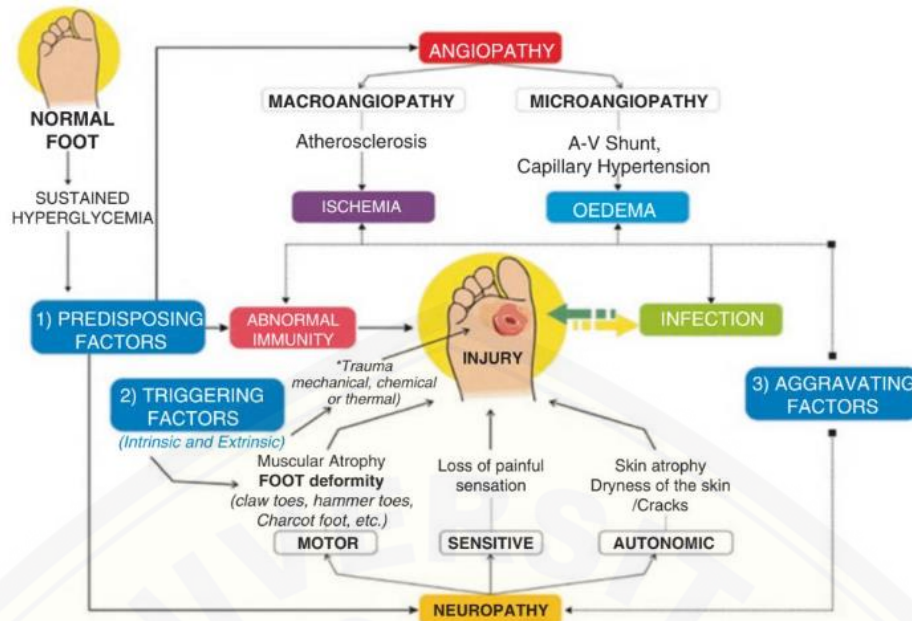 NORMAL
FOOT
SUSTAINED
HYPERGLYCEMIA
ANGIOPATHY
MACROANGIOPATHY
Atherosclerosis
ISCHEMIA
MICROANGIOPATHY
A-V Shunt,
Capillary Hypertension
OEDEMA
1) PREDISPOSING
FACTORS
ABNORMAL
IMMUNITY
INJURY
INFECTION
*Trauma
mechanical, chemical
or thermal)
2) TRIGGERING
FACTORS
(Intrinsic and Extrinsic)
3) AGGRAVATING
FACTORS
Muscular Atrophy
FOOT deformity
(claw toes, hammer toes,
Charcot foot, etc.)
MOTOR
Loss of painful
sensation
SENSITIVE
Skin atrophy
Dryness of the skin
/Cracks
AUTONOMIC
NEUROPATHY